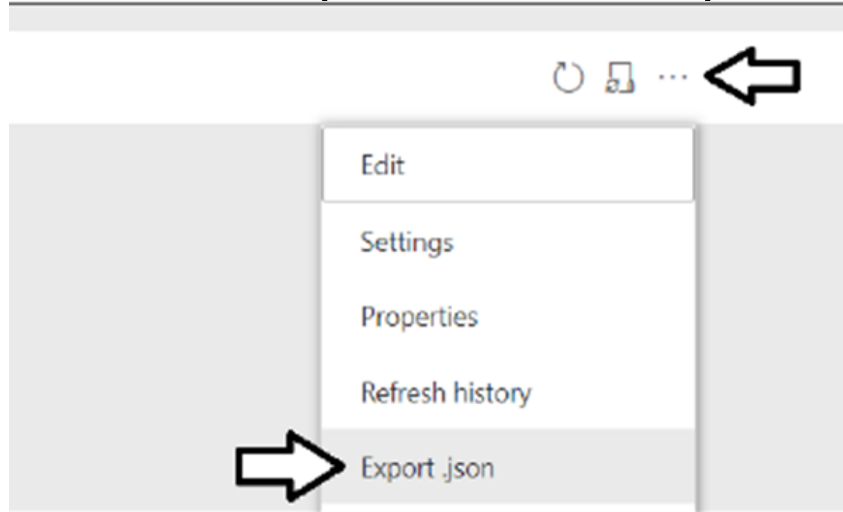 Edit
Settings
Properties
Refresh history
Export .json